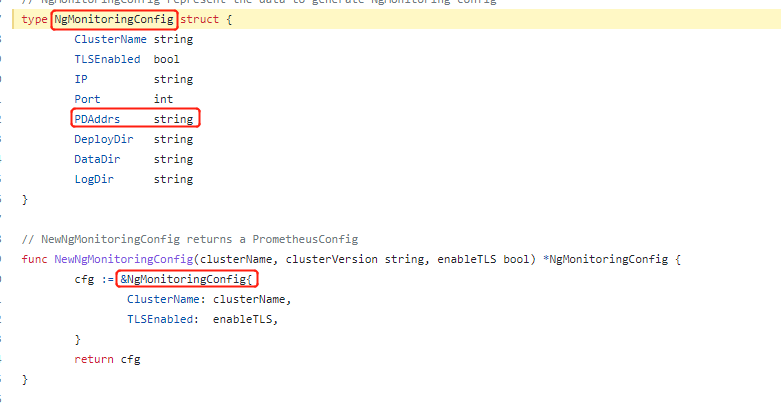 // NgMonitoringConfig represent the data to generate NgMonitoring config
type NgMonitoringConfig struct {
ClusterName string
TLSEnabled bool
IP string
Port int
PDAddrs string
DeployDir string
DataDir string
LogDir string
}
// NewNgMonitoringConfig returns a PrometheusConfig
func NewNgMonitoringConfig(clusterName, clusterVersion string, enableTLS bool) *NgMonitoringConfig {
cfg := &NgMonitoringConfig{
ClusterName: clusterName,
TLSEnabled: enableTLS,
}
return cfg
}